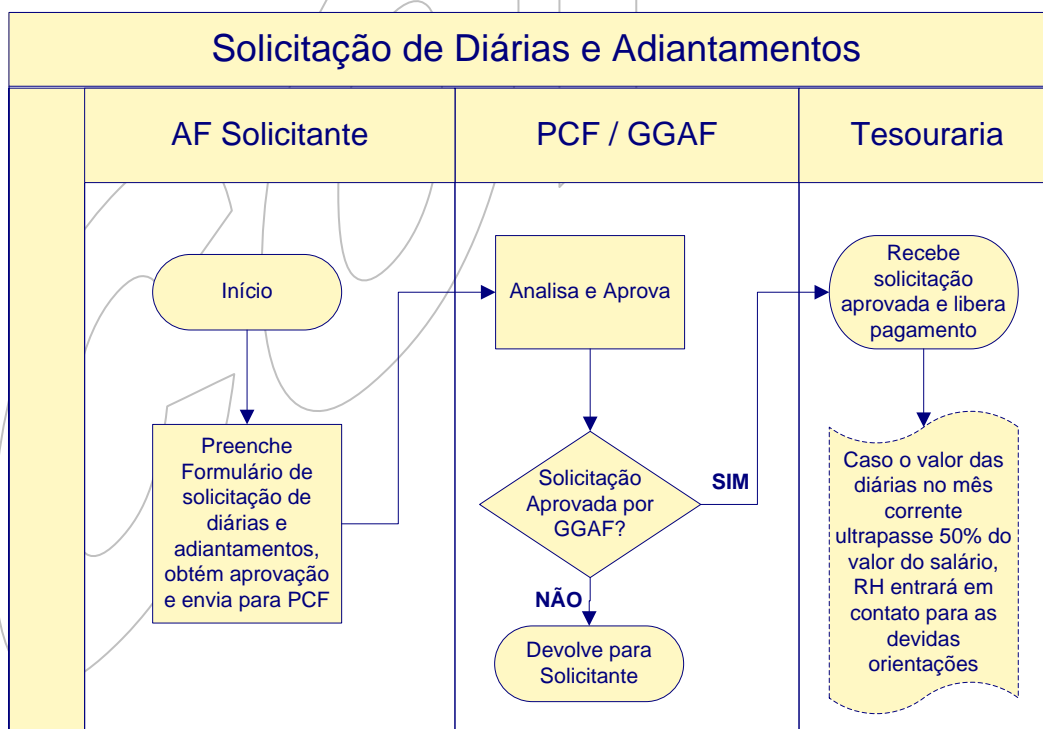 Solicitação de Diárias e Adiantamentos
AF Solicitante
PCF / GGAF
Tesouraria
Início
Preenche
Formulário de
solicitação de
diárias e
adiantamentos,
obtém aprovação
e envia para PCF
Analisa e Aprova
Solicitação
Aprovada por
GGAF?
SIM
NÃO
Devolve para
Solicitante
Recebe
solicitação
aprovada e libera
pagamento
Caso o valor das
diárias no mês
corrente
ultrapasse 50% do
valor do salário,
RH entrará em
contato para as
devidas
orientações